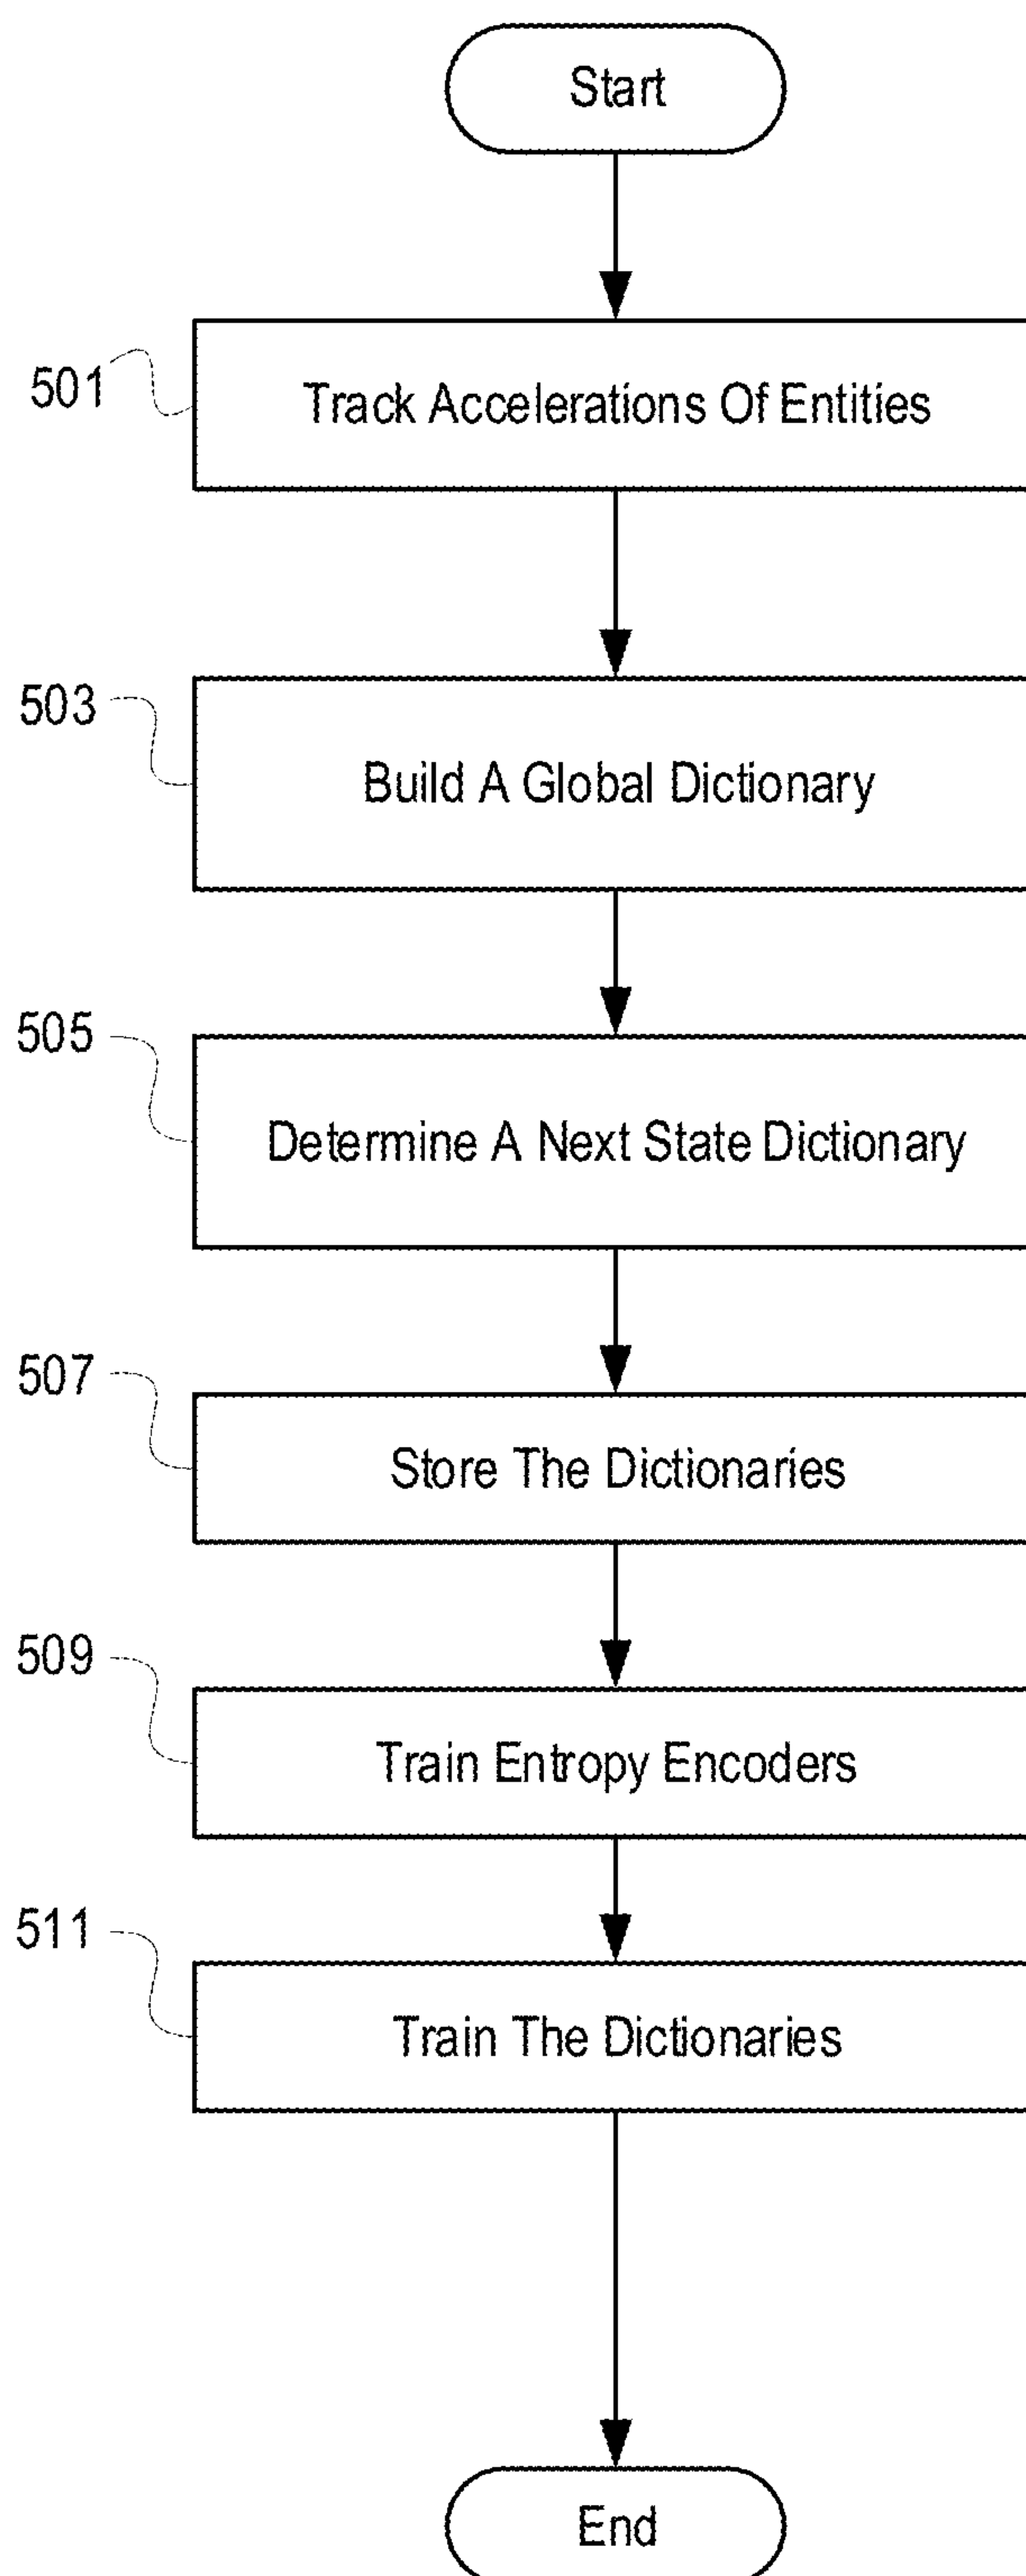 Start
501
Track Accelerations Of Entities
503
Build A Global Dictionary
505
Determine A Next State Dictionary
507
Store The Dictionaries
509
Train Entropy Encoders
511
Train The Dictionaries
End